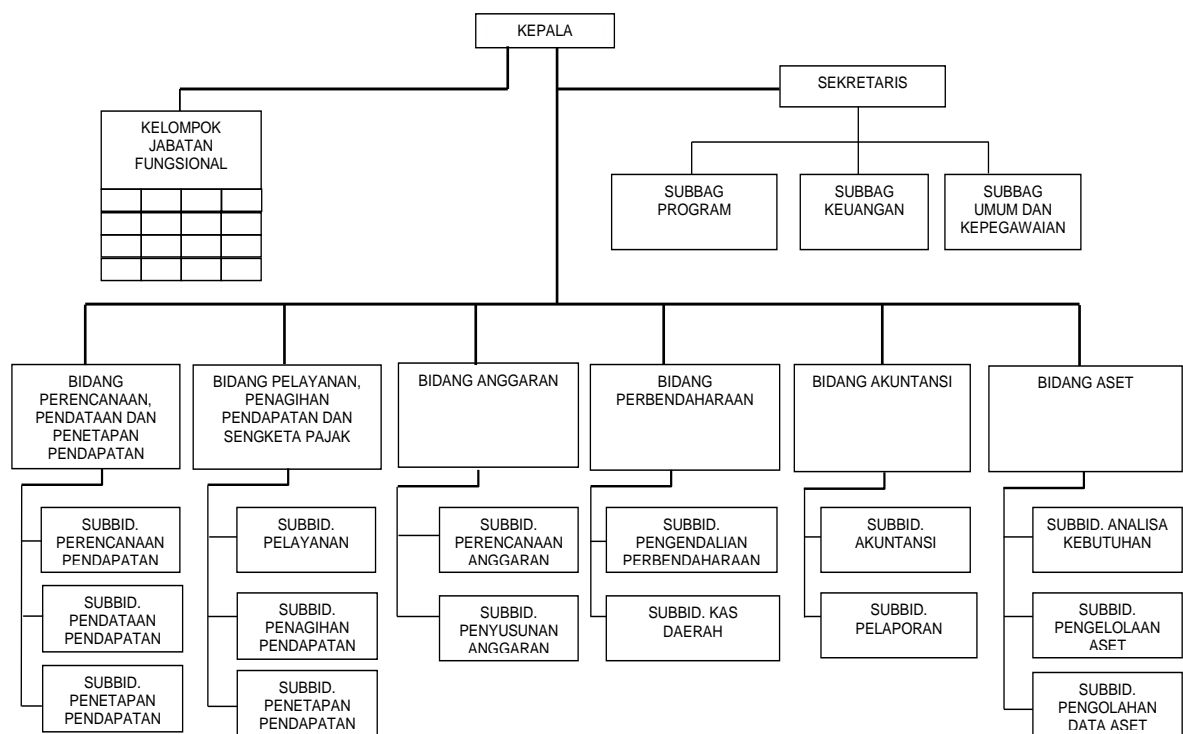 KEPALA
SEKRETARIS
KELOMPOK
JABATAN
FUNGSIONAL
SUBBAG
PROGRAM
SUBBAG
KEUANGAN
SUBBAG
UMUM DAN
KEPEGAWAIAN
BIDANG
PERENCANAAN,
PENDATAAN DAN
PENETAPAN
PENDAPATAN
BIDANG PELAYANAN,
PENAGIHAN
PENDAPATAN DAN
SENGKETA PAJAK
BIDANG ANGGARAN
BIDANG
PERBENDAHARAAN
BIDANG AKUNTANSI
BIDANG ASET
SUBBID.
PERENCANAAN
PENDAPATAN
SUBBID.
PENDATAAN
PENDAPATAN
SUBBID.
PENETAPAN
PENDAPATAN
SUBBID.
PELAYANAN
SUBBID.
PENAGIHAN
PENDAPATAN
SUBBID.
PENETAPAN
PENDAPATAN
SUBBID.
PERENCANAAN
ANGGARAN
SUBBID.
PENYUSUNAN
ANGGARAN
SUBBID.
PENGENDALIAN
PERBENDAHARAAN
SUBBID. KAS
DAERAH
SUBBID.
AKUNTANSI
SUBBID.
PELAPORAN
SUBBID. ANALISA
KEBUTUHAN
SUBBID.
PENGELOLAAN
ASET
SUBBID.
PENGOLAHAN
DATA ASET